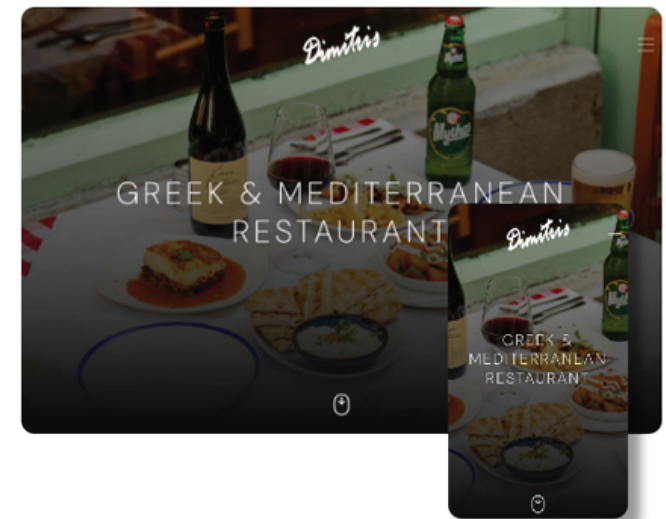 Dimitris
GREEK & MEDITERRANEAN
RESTAURANT
Mythos
Dimitris
GREEK &
MEDITERRANEAN
RESTAURANT